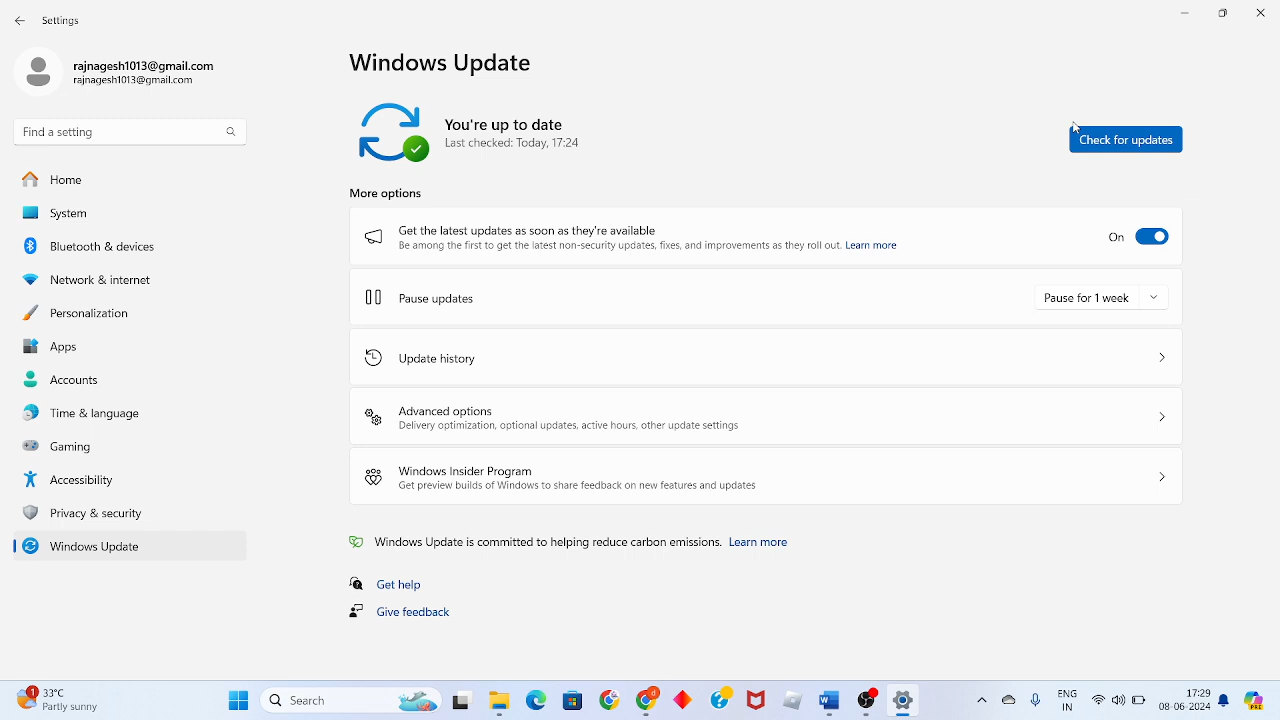 Settings
rajnagesh1013@gmail.com
rajnagesh1013@gmail.com
Find a setting
Home
System
Bluetooth & devices
Network & internet
Personalization
Apps
Accounts
Time & language
Gaming
Accessibility
Privacy & security
Windows Update
Windows Update
You're up to date
Last checked: Today, 17:24
Check for updates
More options
Get the latest updates as soon as they're available
Be among the first to get the latest non-security updates, fixes, and improvements as they roll out. Learn more
On
Pause updates
Pause for 1 week
Update history
Advanced options
Delivery optimization, optional updates, active hours, other update settings
Windows Insider Program
Get preview builds of Windows to share feedback on new features and updates
Windows Update is committed to helping reduce carbon emissions. Learn more
Get help
Give feedback
1
33°C
Partly sunny
Search
d
ENG
IN
17:29
08-06-2024
PRE